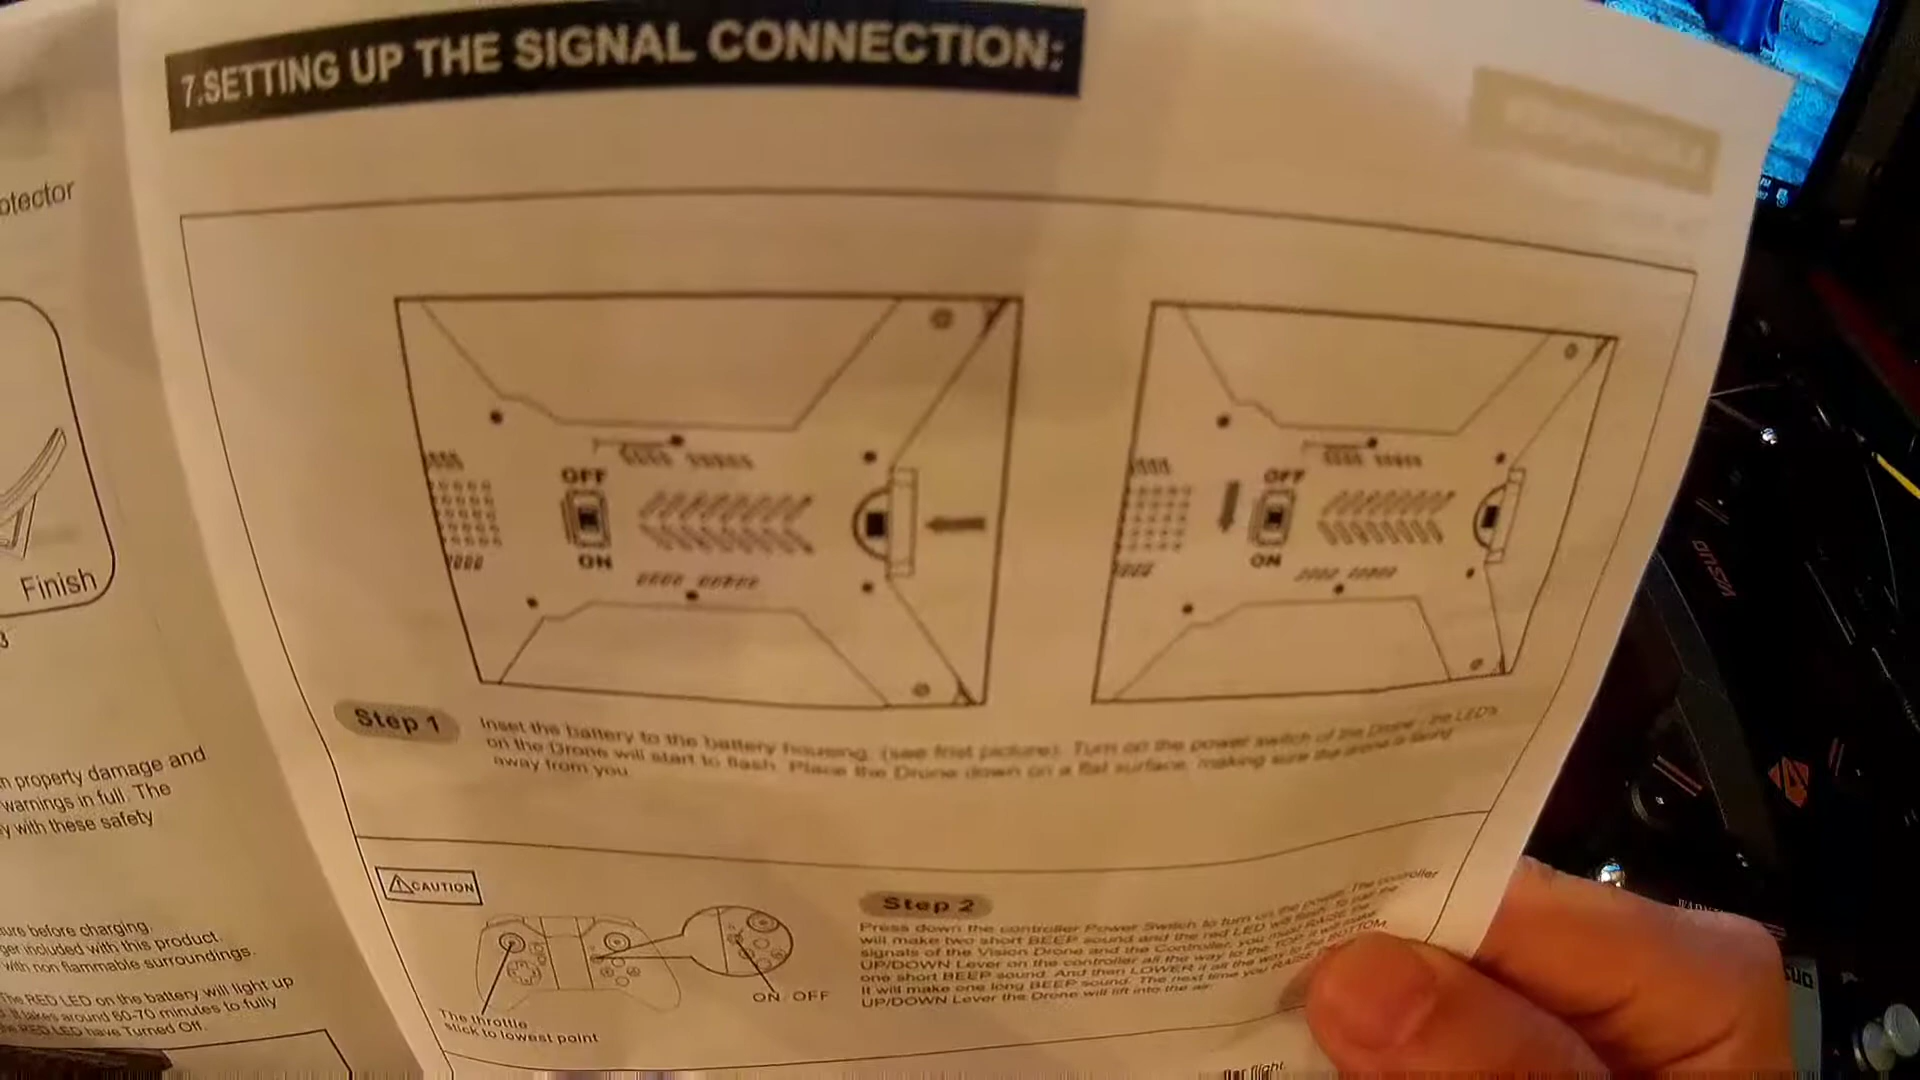 7.SETTING UP THE SIGNAL CONNECTION:
otector
Finish
3
n property damage and
warnings in full. The
y with these safety
ure before charging.
ger included with this product.
with non flammable surroundings.
The RED LED on the battery will light up
It takes around 60-70 minutes to fully
the RED LED have Turned Off.
OFF
ON
OFF
ON
Step 1
Inset the battery to the battery housing, (see frist picture). Turn on the power switch of the Drone, the LED's
on the Drone will start to flash. Place the Drone down on a flat surface, making sure the drone is facing
away from you.
CAUTION
The throttle
stick to lowest point
ON OFF
Step 2
Press down the controller Power Switch to turn on the power. The controller
will make two short BEEP sound and the red LED will flash. To pair the
signals of the Vision Drone and the Controller, you must RAISE the
UP/DOWN Lever on the controller all the way to the TOP, it will make
one short BEEP sound. And then LOWER it all the way to the BOTTOM
it will make one long BEEP sound. The next time you RAISE
UP/DOWN Lever the Drone will lift into the air.
flight.
ASUS